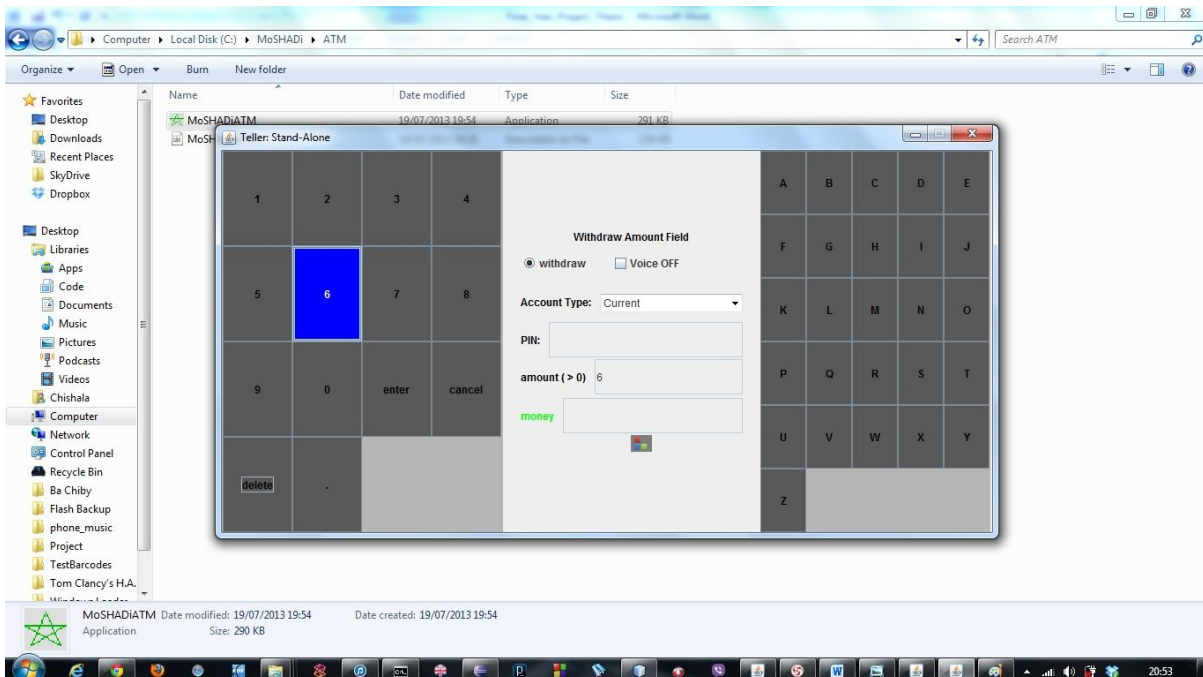 Computer ▸ Local Disk (C:) ▸ MoSHADi ▸ ATM
Search ATM
Organize
Open
Burn
New folder
Name
Date modified
Type
Size
Favorites
Desktop
Downloads
Recent Places
SkyDrive
Dropbox
Desktop
Libraries
Apps
Code
Documents
Music
Pictures
Podcasts
Videos
Chishala
Computer
Network
Control Panel
Recycle Bin
Ba Chiby
Flash Backup
phone_music
Project
TestBarcodes
Tom Clancy's H.A.
MoSHADiATM 19/07/2013 19:54 Application 291 KB
MoSH
Teller: Stand-Alone
1 2 3 4
5 6 7 8
9 0 enter cancel
delete .
Withdraw Amount Field
withdraw Voice OFF
Account Type: Current
PIN:
amount ( > 0) 6
money
A B C D E
F G H I J
K L M N O
P Q R S T
U V W X Y
Z
MoSHADiATM Date modified: 19/07/2013 19:54 Date created: 19/07/2013 19:54
Application Size: 290 KB
20:53